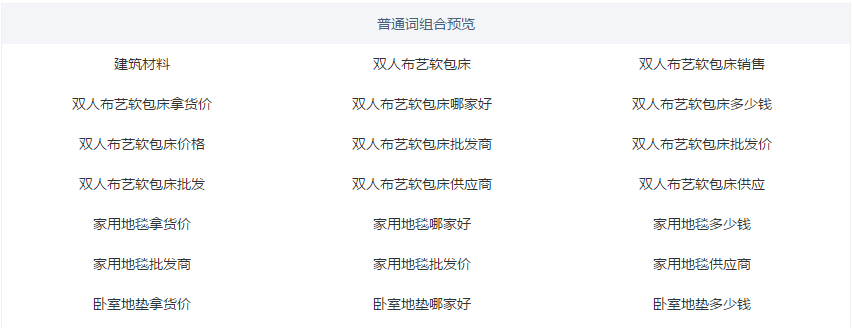 普通词组合预览
建筑材料 双人布艺软包床 双人布艺软包床销售
双人布艺软包床拿货价 双人布艺软包床哪家好 双人布艺软包床多少钱
双人布艺软包床价格 双人布艺软包床批发商 双人布艺软包床批发价
双人布艺软包床批发 双人布艺软包床供应商 双人布艺软包床供应
家用地毯拿货价 家用地毯哪家好 家用地毯多少钱
家用地毯批发商 家用地毯批发价 家用地毯供应商
卧室地垫拿货价 卧室地垫哪家好 卧室地垫多少钱